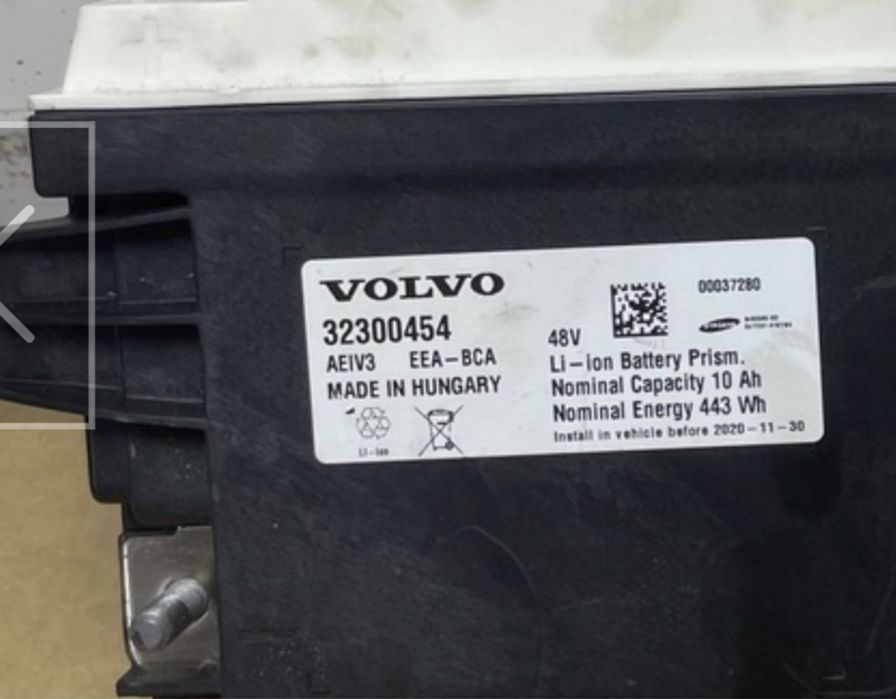 VOLVO
32300454
AEIV3 EEA-BCA
MADE IN HUNGARY
Li-ion
00037280
SAMSUNG
48V
Li-ion Battery Prism.
Nominal Capacity 10 Ah
Nominal Energy 443 Wh
Install in vehicle before 2020-11-30